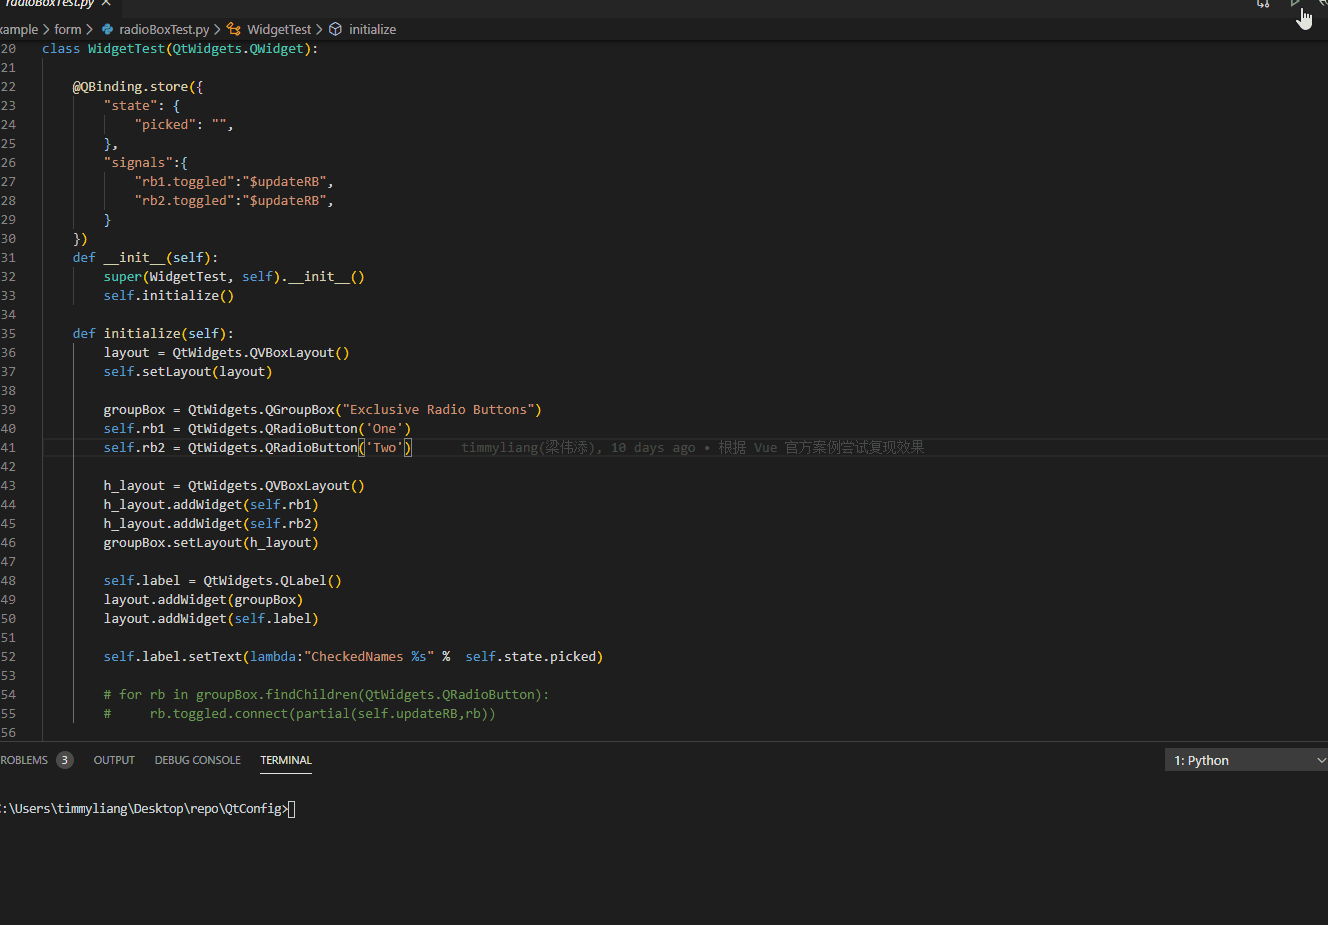 radioBoxTest.py ×
xample > form > radioBoxTest.py > WidgetTest > initialize
20 class WidgetTest(QtWidgets.QWidget):
21
22 @QBinding.store({
23 "state": {
24 "picked": "",
25 },
26 "signals":{
27 "rb1.toggled":"$updateRB",
28 "rb2.toggled":"$updateRB",
29 }
30 })
31 def __init__(self):
32 super(WidgetTest, self).__init__()
33 self.initialize()
34
35 def initialize(self):
36 layout = QtWidgets.QVBoxLayout()
37 self.setLayout(layout)
38
39 groupBox = QtWidgets.QGroupBox("Exclusive Radio Buttons")
40 self.rb1 = QtWidgets.QRadioButton('One')
41 self.rb2 = QtWidgets.QRadioButton('Two') timmyliang(梁伟添), 10 days ago • 根据 Vue 官方案例尝试复现效果
42
43 h_layout = QtWidgets.QVBoxLayout()
44 h_layout.addWidget(self.rb1)
45 h_layout.addWidget(self.rb2)
46 groupBox.setLayout(h_layout)
47
48 self.label = QtWidgets.QLabel()
49 layout.addWidget(groupBox)
50 layout.addWidget(self.label)
51
52 self.label.setText(lambda:"CheckedNames %s" % self.state.picked)
53
54 # for rb in groupBox.findChildren(QtWidgets.QRadioButton):
55 # rb.toggled.connect(partial(self.updateRB,rb))
56
ROBLEMS 3 OUTPUT DEBUG CONSOLE TERMINAL 1: Python
:\Users\timmyliang\Desktop\repo\QtConfig>